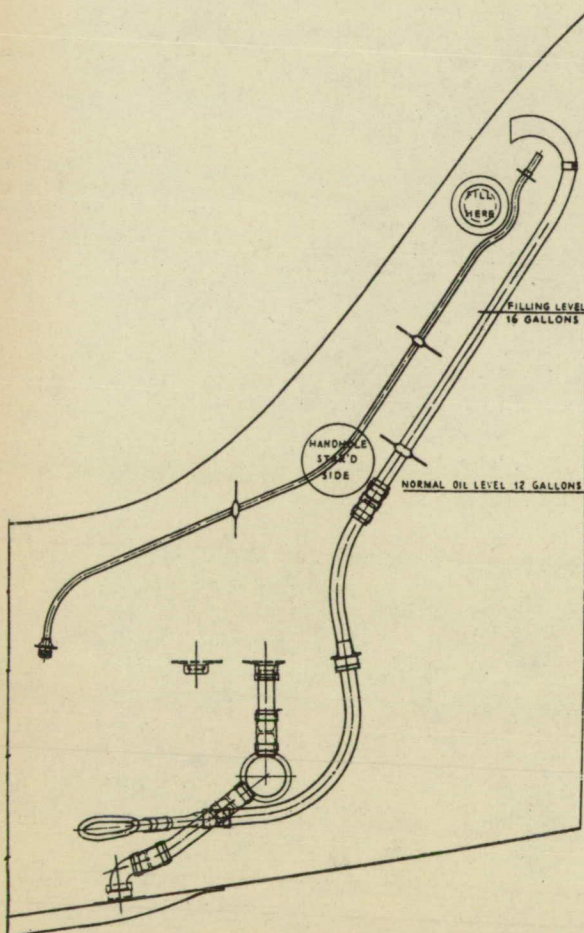 FILL
HERE
FILLING LEVEL
16 GALLONS
HANDHOLE
STAR'D
SIDE
NORMAL OIL LEVEL 12 GALLONS